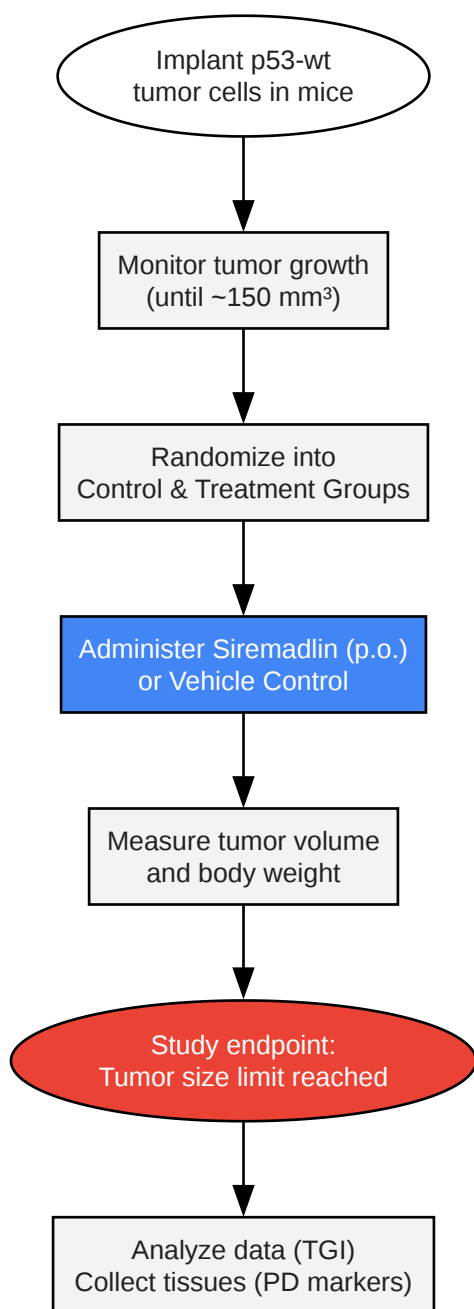 Implant p53-wt
tumor cells in mice
Monitor tumor growth
(until ~150 mm³)
Randomize into
Control & Treatment Groups
Administer Siremadlin (p.o.)
or Vehicle Control
Measure tumor volume
and body weight
Study endpoint:
Tumor size limit reached
Analyze data (TGI)
Collect tissues (PD markers)